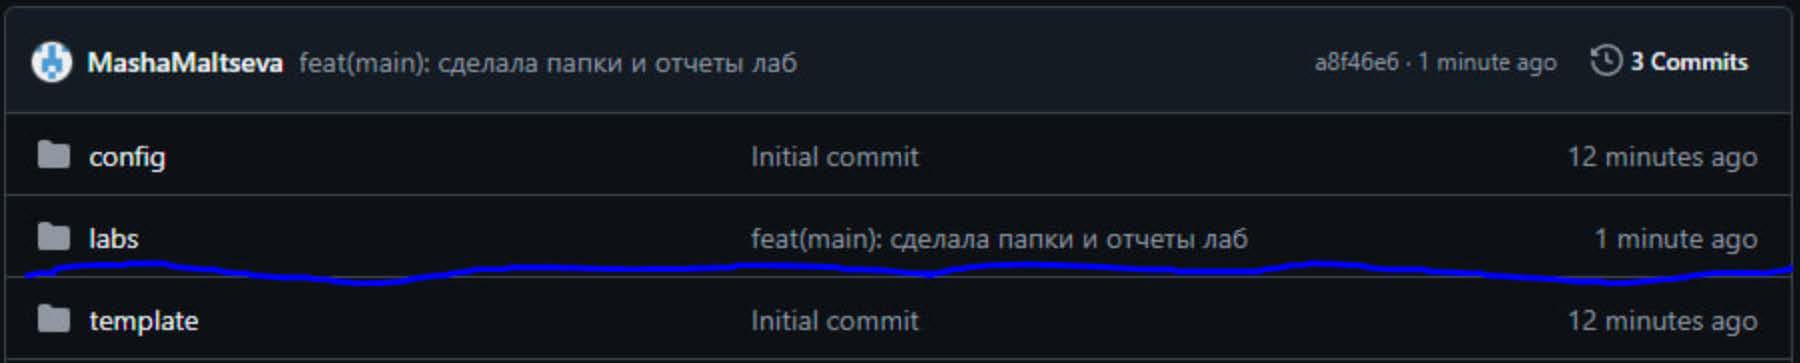 MashaMaltseva feat(main): сделала папки и отчеты лаб a8f46e6 · 1 minute ago 3 Commits
config Initial commit 12 minutes ago
labs feat(main): сделала папки и отчеты лаб 1 minute ago
template Initial commit 12 minutes ago